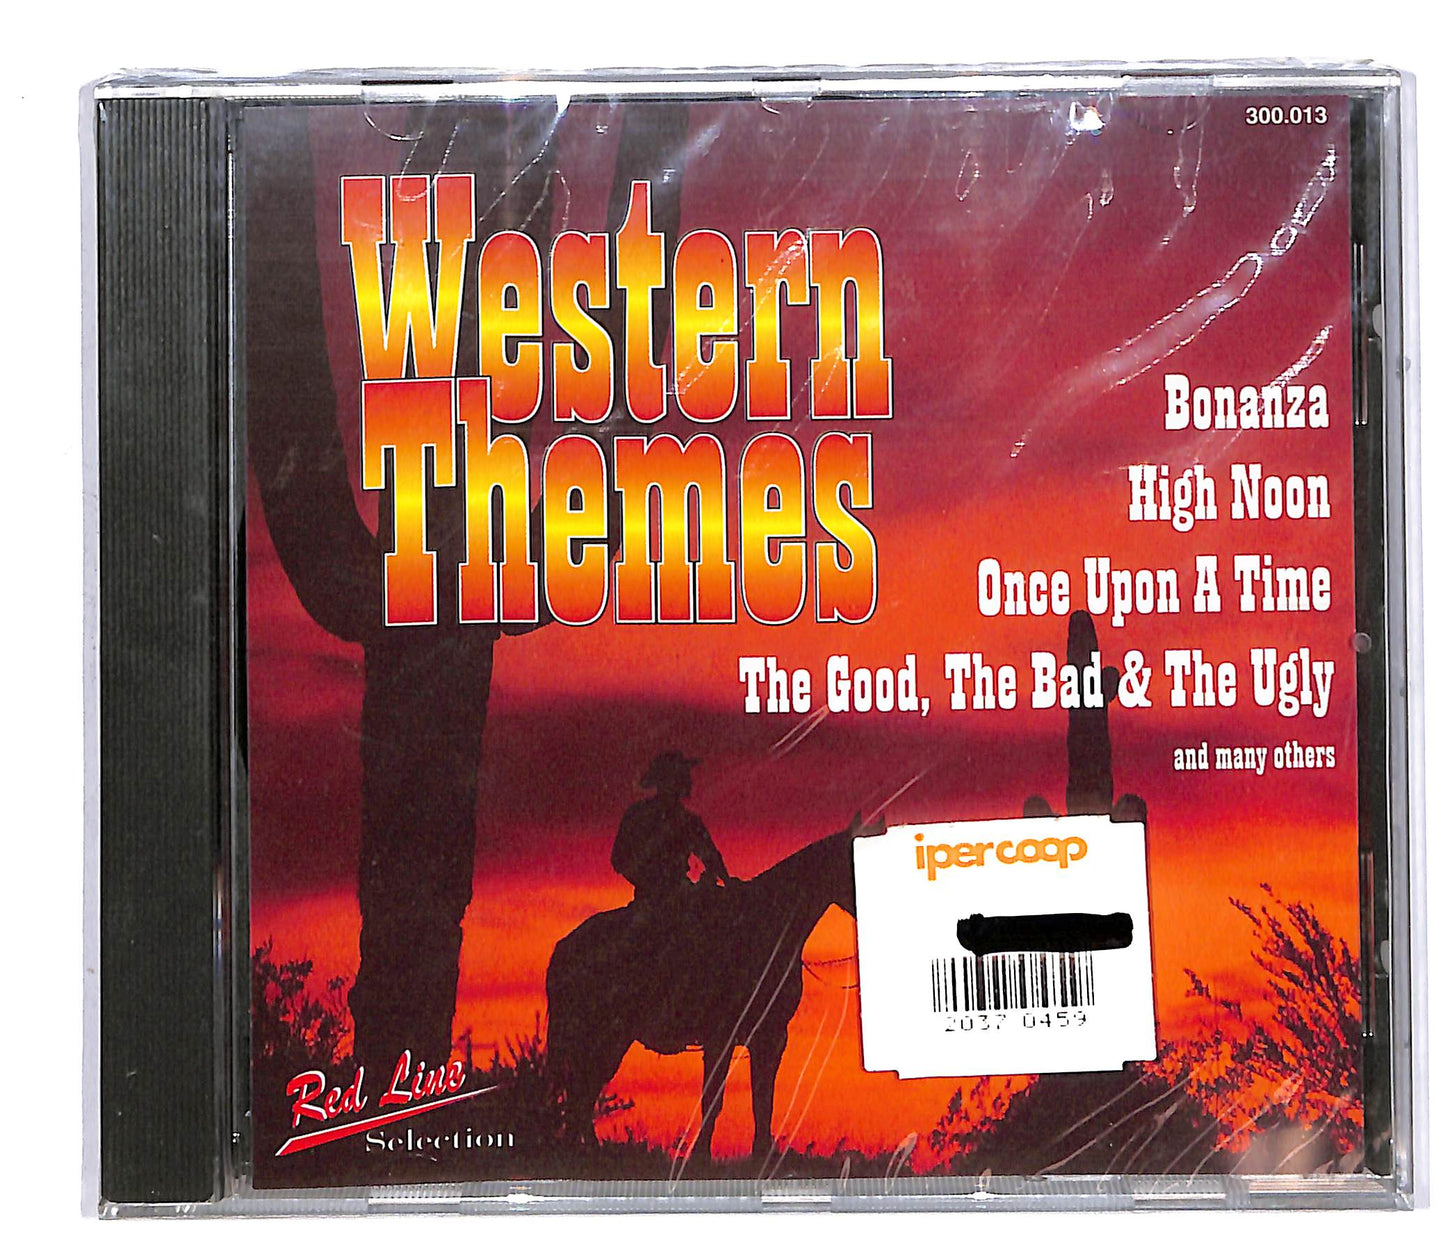 300.013
Western
Themes
Bonanza
High Noon
Once Upon A Time
The Good, The Bad & The Ugly
and many others
ipercoop
2037 0459
Red Line
Selection